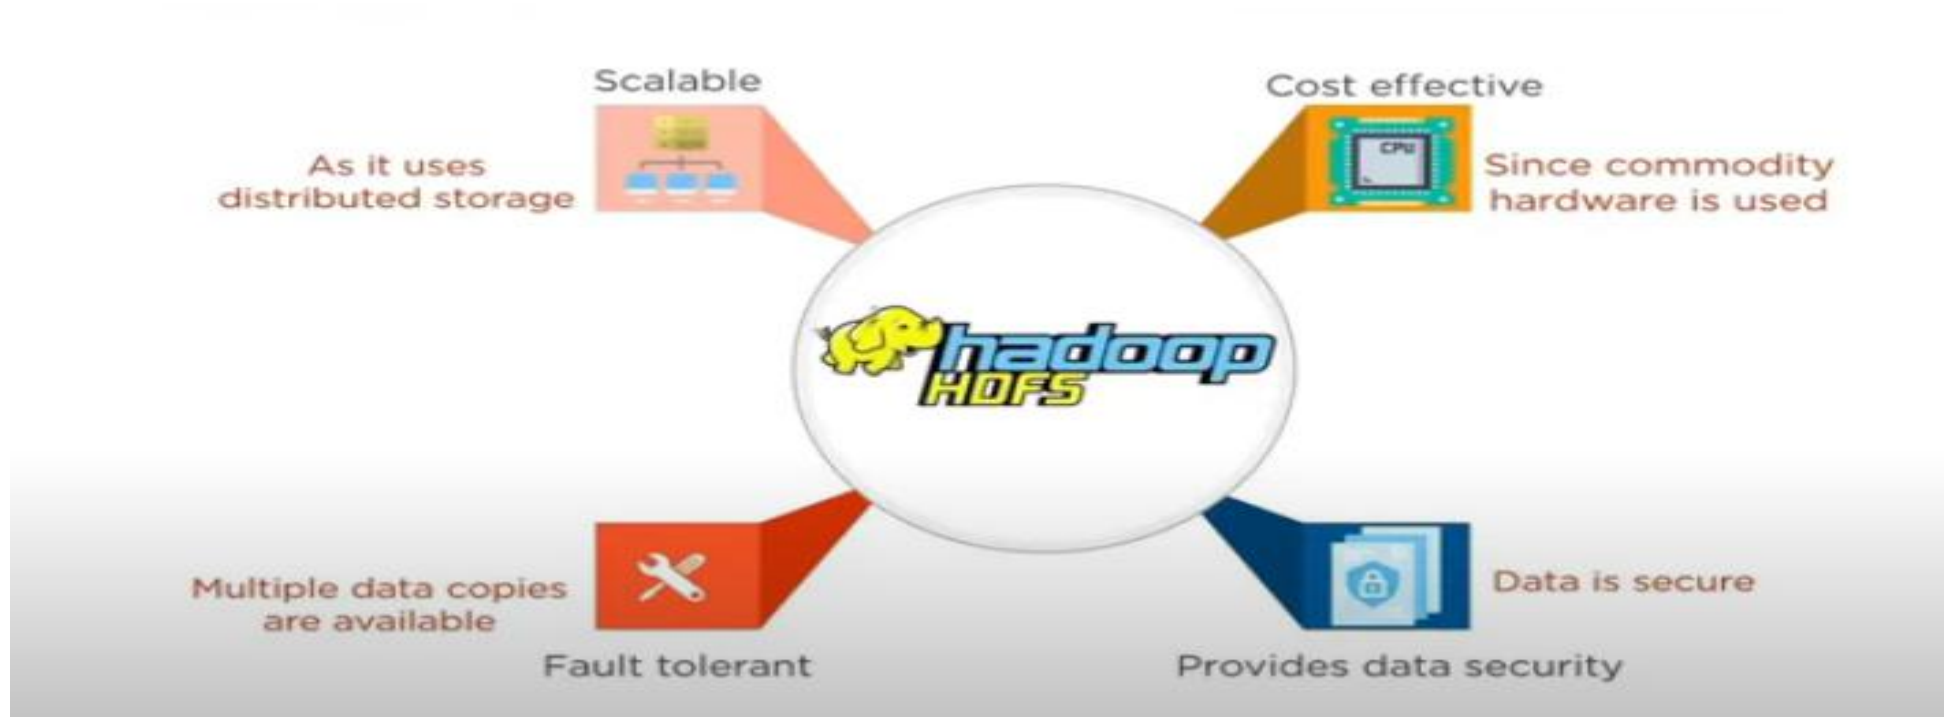 Scalable
As it uses
distributed storage
Cost effective
CPU
Since commodity
hardware is used
hadoop
HDFS
Multiple data copies
are available
Fault tolerant
Data is secure
Provides data security